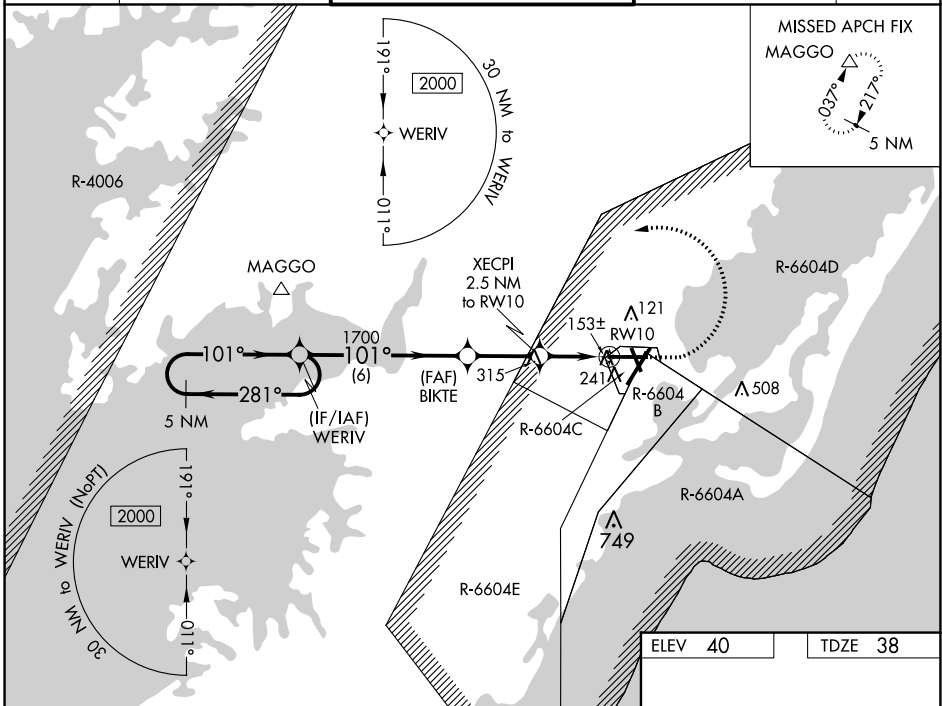 MISSED APCH FIX
MAGGO
037°
217°
5 NM
191°
2000
30 NM to WERIV
WERIV
011°
R-4006
MAGGO
XECPI
2.5 NM
to RW10
R-6604D
153±
121
RW10
101°
1700
101°
(6)
315
241
281°
5 NM
(IF/IAF)
WERIV
(FAF)
BIKTE
R-6604
B
508
R-6604C
R-6604A
191°
30 NM to WERIV (NoPT)
2000
WERIV
011°
749
R-6604E
ELEV 40
TDZE 38